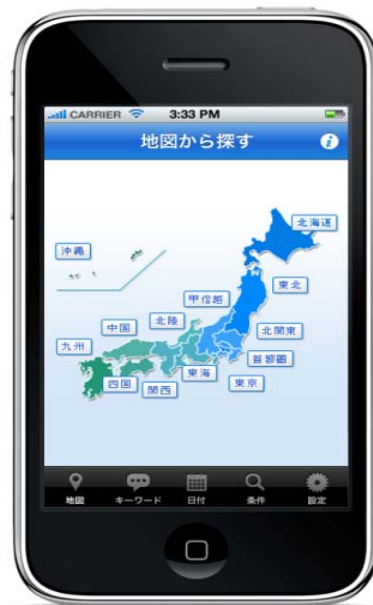 CARRIER 3:33 PM
地図から探す i
北海道
沖縄
東北
甲信越
北陸
中国
北関東
九州
首都圏
東海
四国
関西
東京
地図 キーワード 日付 条件 設定